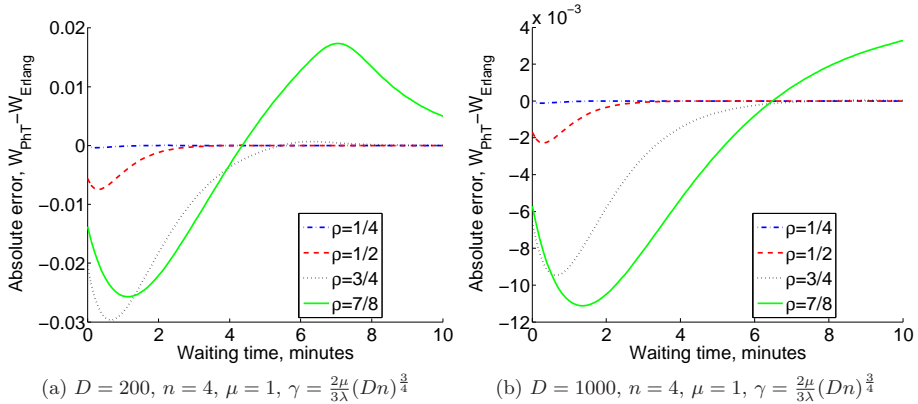 0.02
0.01
0
−0.01
−0.02
−0.03
0 2 4 6 8 10
Absolute error, W_PhT−W_Erlang
Waiting time, minutes
ρ=1/4
ρ=1/2
ρ=3/4
ρ=7/8
(a) D = 200, n = 4, μ = 1, γ = 2μ/3λ (Dn)^3/4
x 10^−3
4
2
0
−2
−4
−6
−8
−10
−12
0 2 4 6 8 10
Absolute error, W_PhT−W_Erlang
Waiting time, minutes
ρ=1/4
ρ=1/2
ρ=3/4
ρ=7/8
(b) D = 1000, n = 4, μ = 1, γ = 2μ/3λ (Dn)^3/4